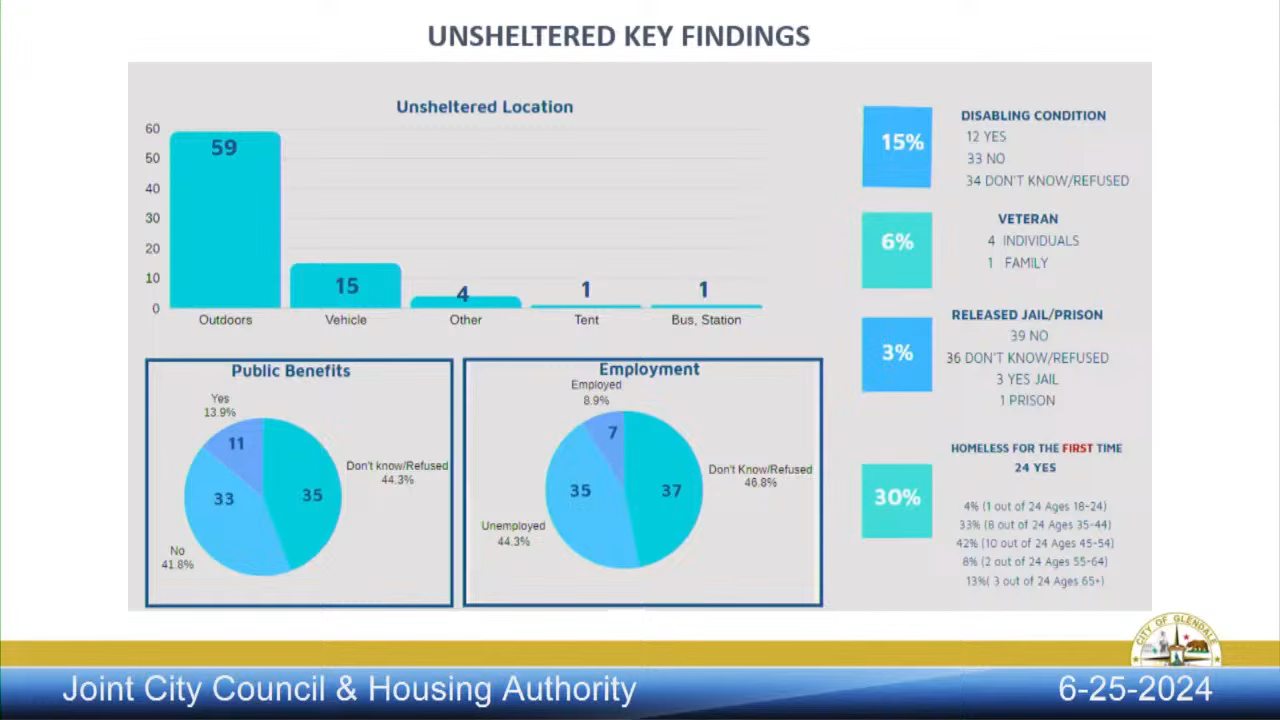 UNSHELTERED KEY FINDINGS
Unsheltered Location
60
50
40
30
20
10
0
59
15
4
1
1
Outdoors
Vehicle
Other
Tent
Bus, Station
Public Benefits
Yes
13.9%
11
33
35
Don't know/Refused
44.3%
No
41.8%
Employment
Employed
8.9%
7
35
37
Don't Know/Refused
46.8%
Unemployed
44.3%
15%
DISABLING CONDITION
12 YES
33 NO
34 DON'T KNOW/REFUSED
6%
VETERAN
4 INDIVIDUALS
1 FAMILY
3%
RELEASED JAIL/PRISON
39 NO
36 DON'T KNOW/REFUSED
3 YES JAIL
1 PRISON
30%
HOMELESS FOR THE FIRST TIME
24 YES
4% (1 out of 24 Ages 18-24)
33% (8 out of 24 Ages 35-44)
42% (10 out of 24 Ages 45-54)
8% (2 out of 24 Ages 55-64)
13%( 3 out of 24 Ages 65+)
CITY OF GLENDALE
Joint City Council & Housing Authority
6-25-2024